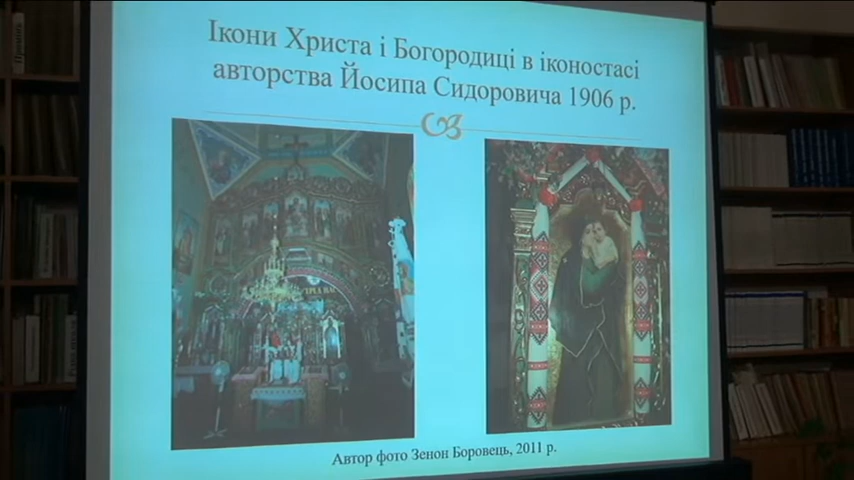 Ікони Христа і Богородиці в іконостасі
авторства Йосипа Сидоровича 1906 р.
Автор фото Зенон Боровець, 2011 р.